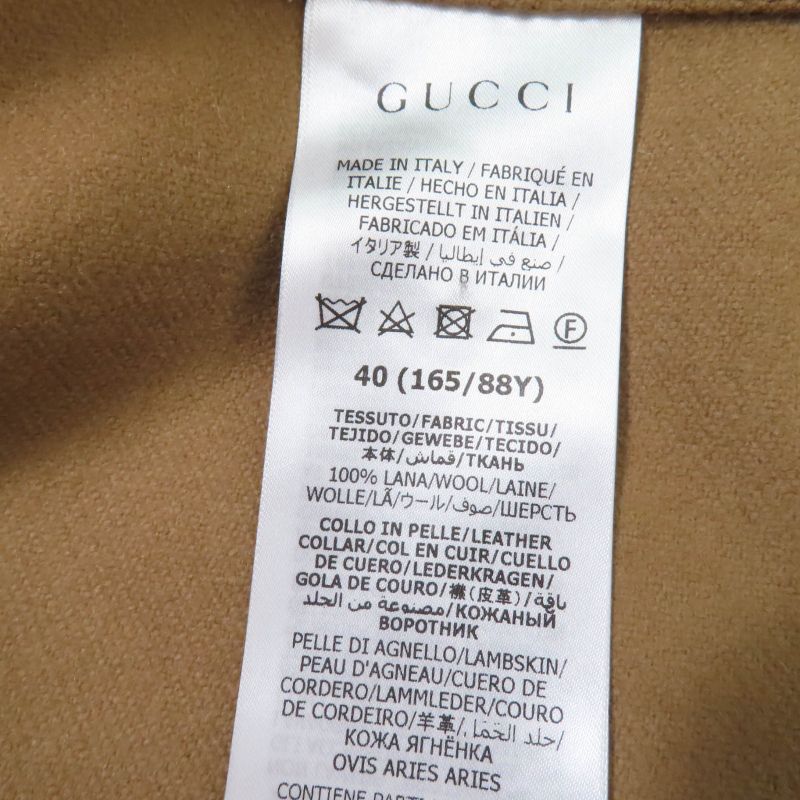 GUCCI
MADE IN ITALY / FABRIQUÉ EN
ITALIE / HECHO EN ITALIA /
HERGESTELLT IN ITALIEN /
FABRICADO EM ITÁLIA /
イタリア製 / صنع في إيطاليا /
СДЕЛАНО В ИТАЛИИ
F
40 (165/88Y)
TESSUTO/FABRIC/TISSU/
TEJIDO/GEWEBE/TECIDO/
本体/قماش/ТКАНЬ
100% LANA/WOOL/LAINE/
WOLLE/LÃ/ウール/صوف/ШЕРСТЬ
COLLO IN PELLE/LEATHER
COLLAR/COL EN CUIR/CUELLO
DE CUERO/LEDERKRAGEN/
GOLA DE COURO/襟(皮革)/ياقة
مصنوعة من الجلد/КОЖАНЫЙ
ВОРОТНИК
PELLE DI AGNELLO/LAMBSKIN/
PEAU D'AGNEAU/CUERO DE
CORDERO/LAMMLEDER/COURO
DE CORDEIRO/羊革/جلد الحَمَل/
КОЖА ЯГНЁНКА
OVIS ARIES ARIES
CONTIENE